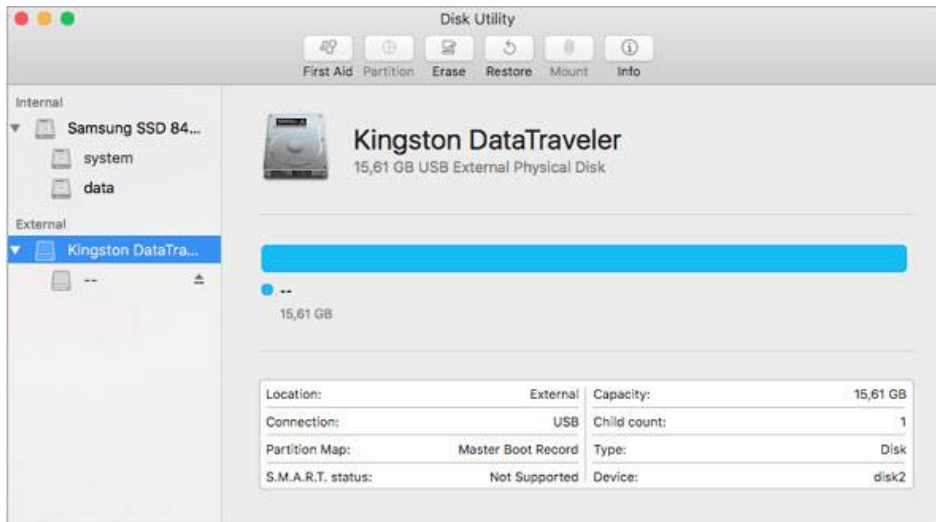 Disk Utility
First Aid Partition Erase Restore Mount Info
Internal
Samsung SSD 84...
system
data
External
Kingston DataTra...
--
Kingston DataTraveler
15,61 GB USB External Physical Disk
--
15,61 GB
Location: External Capacity: 15,61 GB
Connection: USB Child count: 1
Partition Map: Master Boot Record Type: Disk
S.M.A.R.T. status: Not Supported Device: disk2